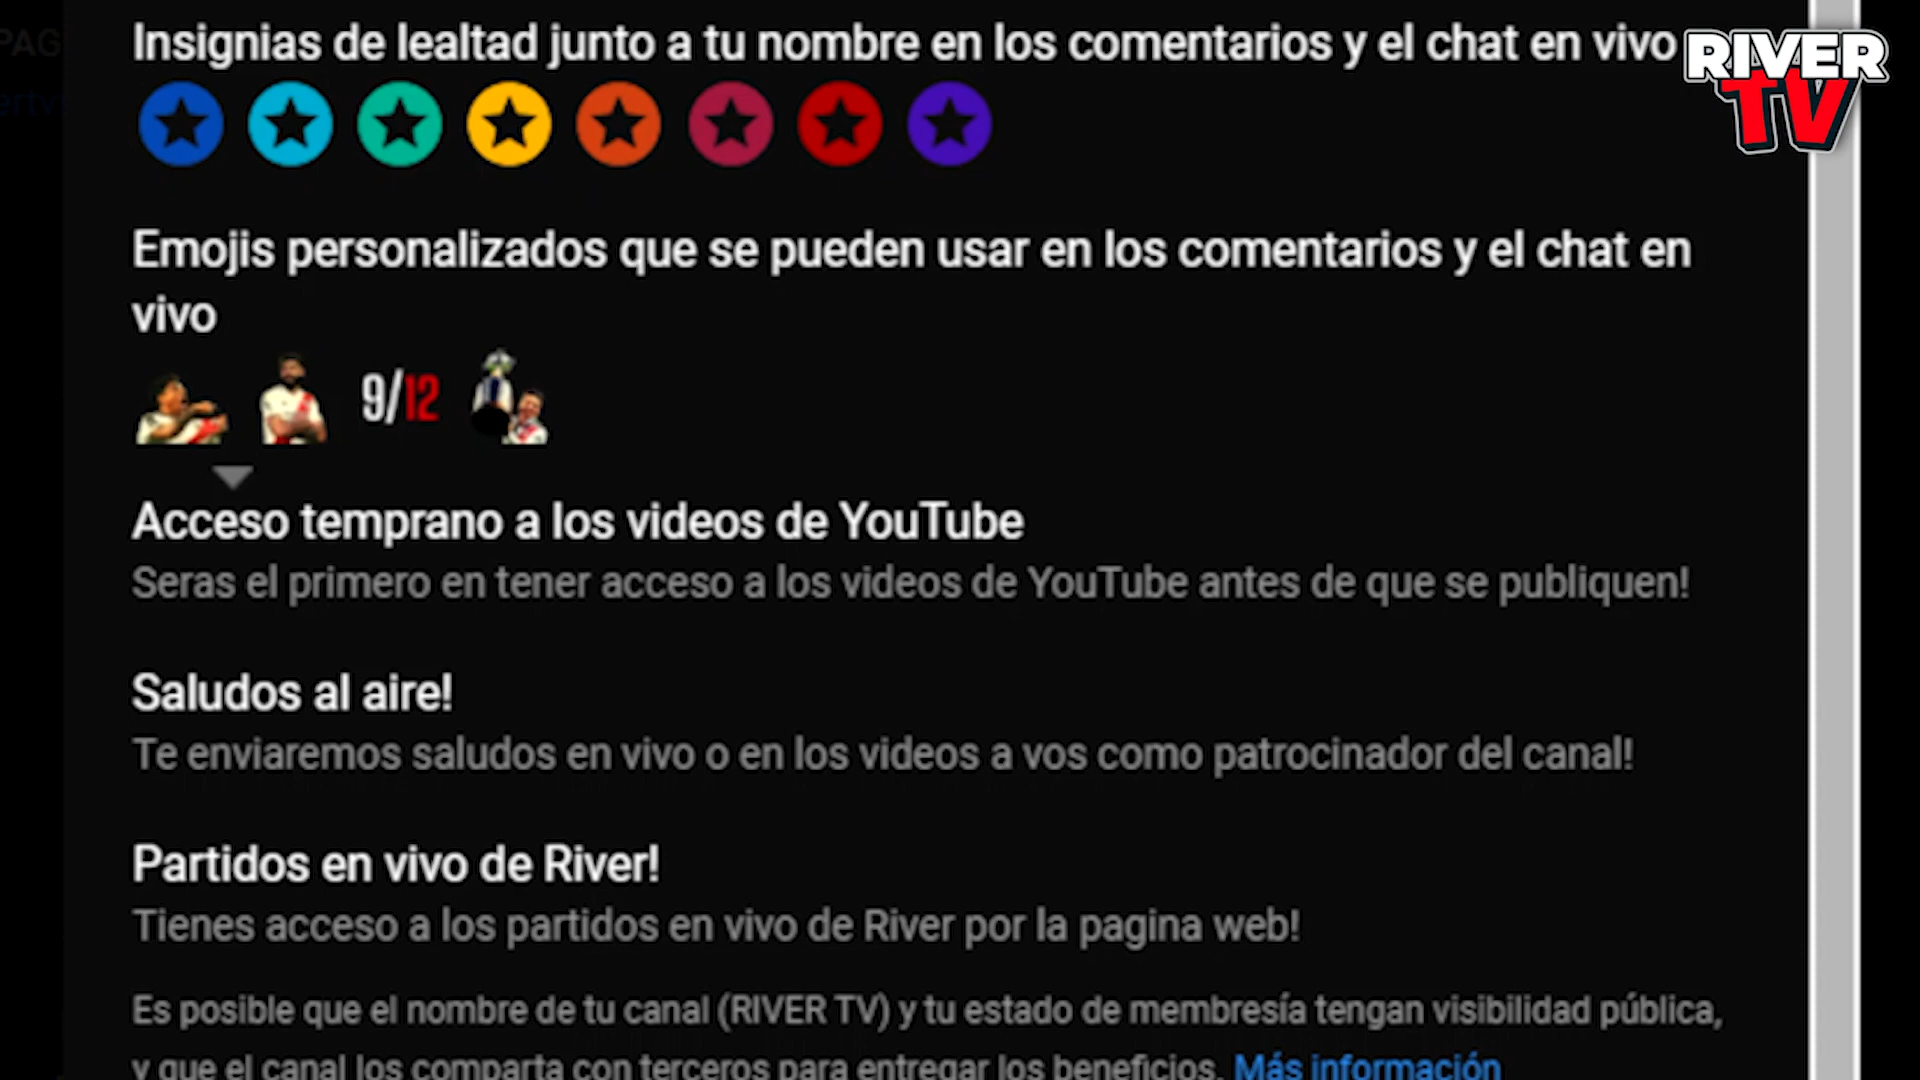 Insignias de lealtad junto a tu nombre en los comentarios y el chat en vivo
RIVER
TV
Emojis personalizados que se pueden usar en los comentarios y el chat en
vivo
9/12
Acceso temprano a los videos de YouTube
Seras el primero en tener acceso a los videos de YouTube antes de que se publiquen!
Saludos al aire!
Te enviaremos saludos en vivo o en los videos a vos como patrocinador del canal!
Partidos en vivo de River!
Tienes acceso a los partidos en vivo de River por la pagina web!
Es posible que el nombre de tu canal (RIVER TV) y tu estado de membresía tengan visibilidad pública,
y que el canal los comparta con terceros para entregar los beneficios. Más información